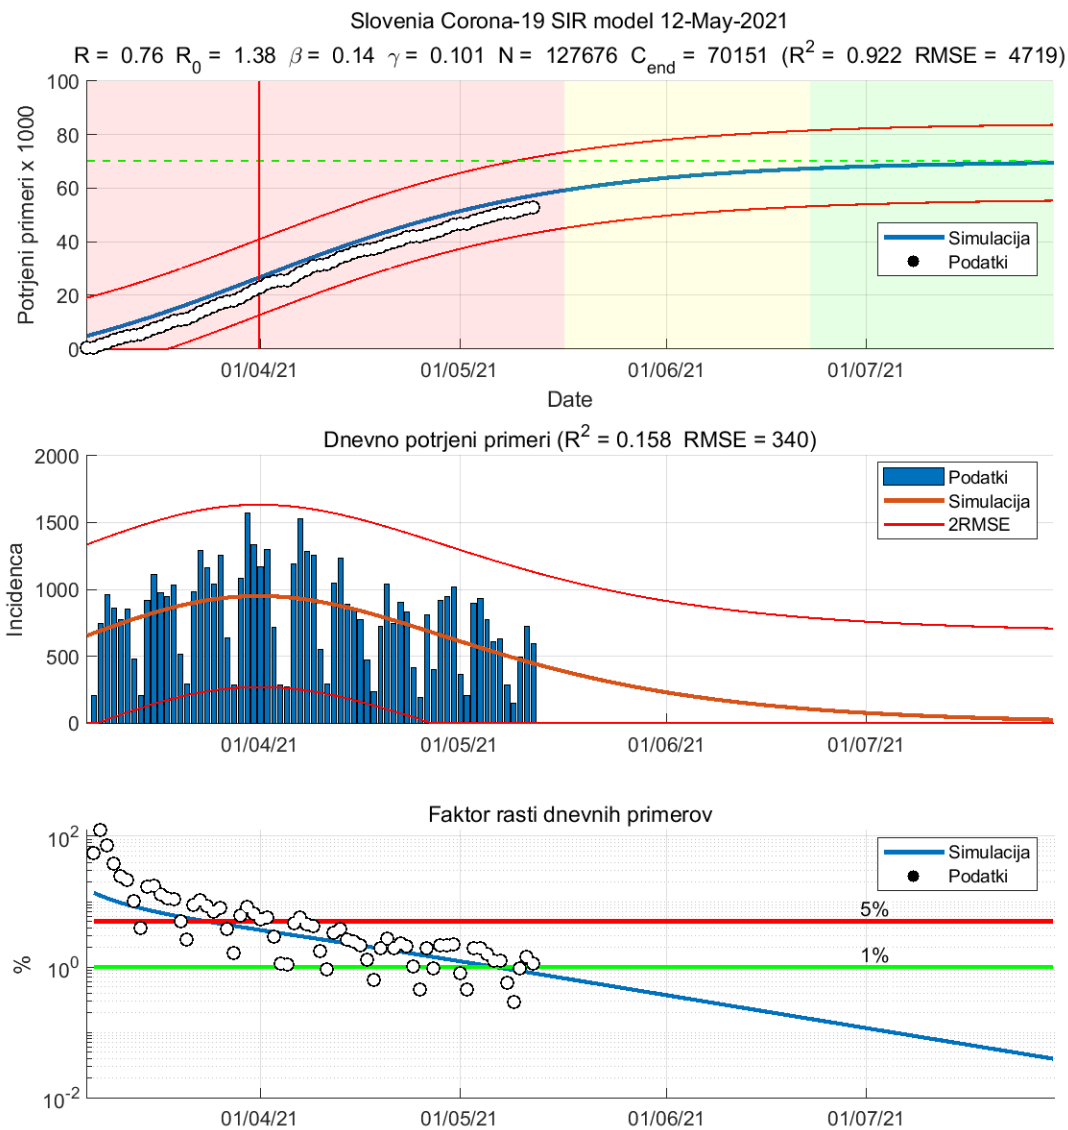 Slovenia Corona-19 SIR model 12-May-2021
R = 0.76 R0 = 1.38 β = 0.14 γ = 0.101 N = 127676 Cend = 70151 (R2 = 0.922 RMSE = 4719)
100
80
60
40
20
0
Potrjeni primeri x 1000
Simulacija
Podatki
01/04/21 01/05/21 01/06/21 01/07/21
Date
Dnevno potrjeni primeri (R2 = 0.158 RMSE = 340)
2000
1500
1000
500
0
Incidenca
Podatki
Simulacija
2RMSE
01/04/21 01/05/21 01/06/21 01/07/21
Faktor rasti dnevnih primerov
10^2
10^0
10^-2
%
Simulacija
Podatki
5%
1%
01/04/21 01/05/21 01/06/21 01/07/21